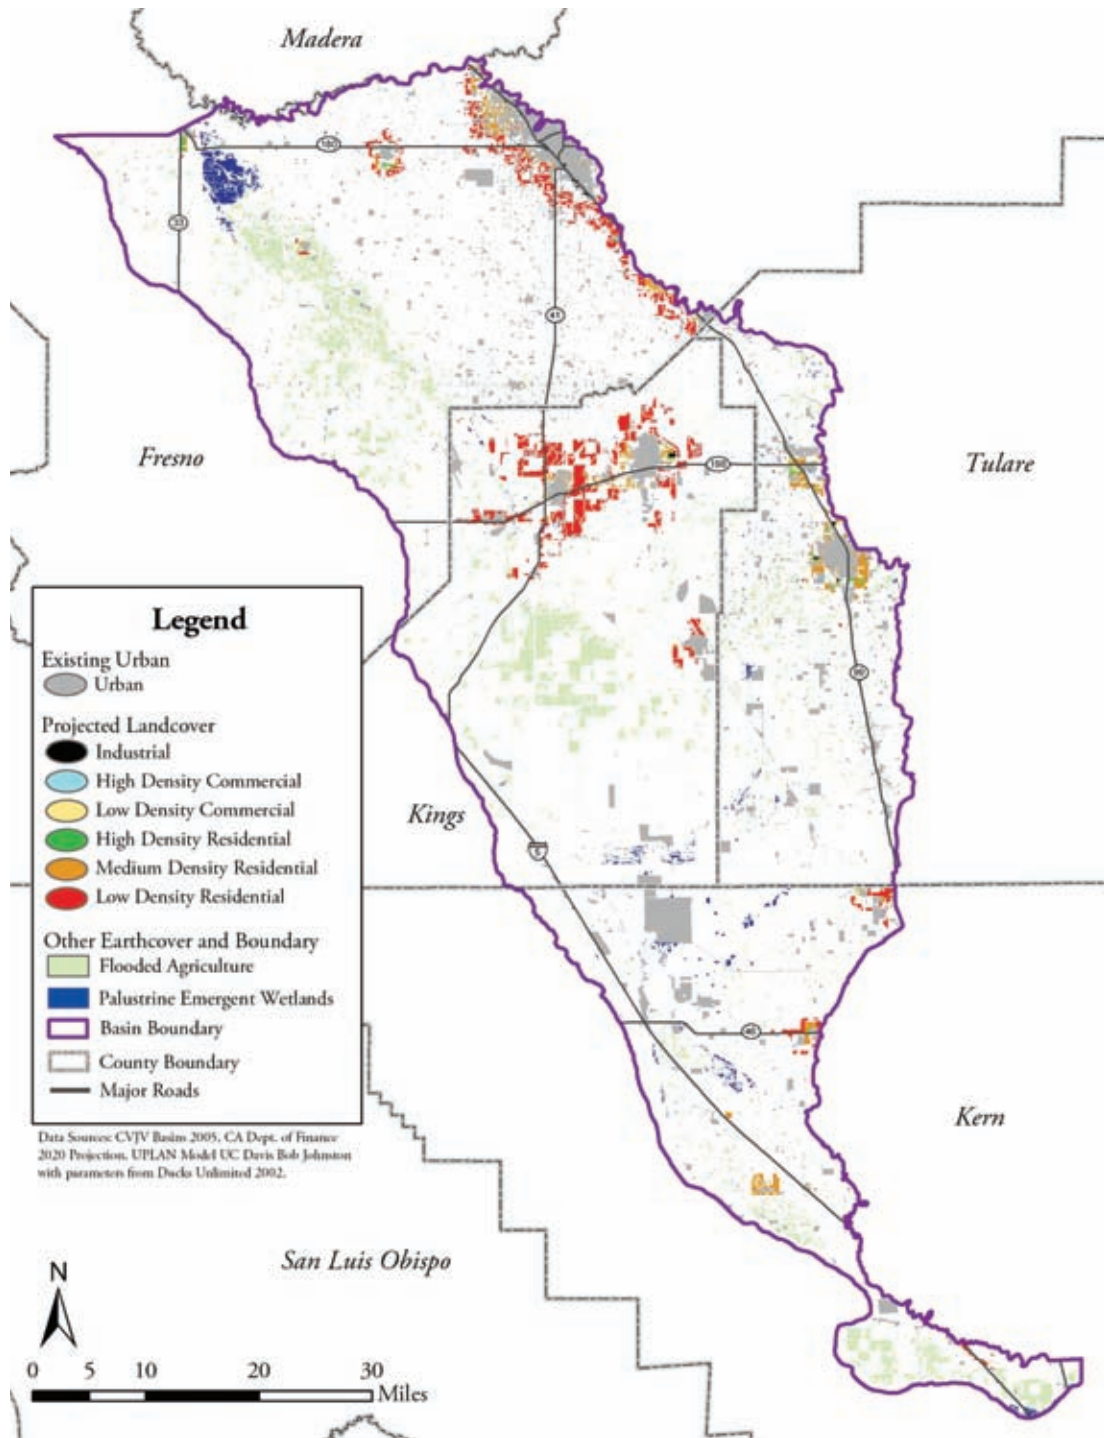 Madera
180
33
41
Fresno
198
Tulare
Legend
Existing Urban
Urban
Projected Landcover
Industrial
High Density Commercial
Low Density Commercial
High Density Residential
Medium Density Residential
Low Density Residential
Other Earthcover and Boundary
Flooded Agriculture
Palustrine Emergent Wetlands
Basin Boundary
County Boundary
Major Roads
Kings
5
46
Kern
Data Sources: CVJV Basins 2005, CA Dept. of Finance
2020 Projection, UPLAN Model UC Davis Bob Johnston
with parameters from Ducks Unlimited 2002.
San Luis Obispo
N
0 5 10 20 30
Miles